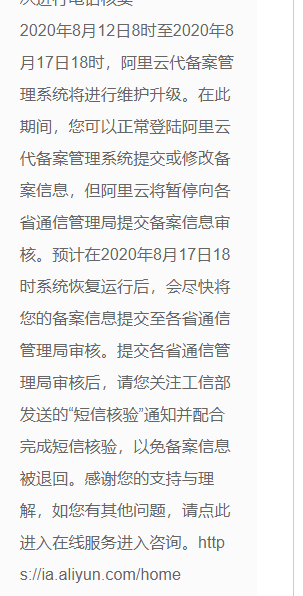 次进行电话核实
2020年8月12日8时至2020年8
月17日18时，阿里云代备案管
理系统将进行维护升级。在此
期间，您可以正常登陆阿里云
代备案管理系统提交或修改备
案信息，但阿里云将暂停向各
省通信管理局提交备案信息审
核。预计在2020年8月17日18
时系统恢复运行后，会尽快将
您的备案信息提交至各省通信
管理局审核。提交各省通信管
理局审核后，请您关注工信部
发送的“短信核验”通知并配合
完成短信核验，以免备案信息
被退回。感谢您的支持与理
解，如您有其他问题，请点此
进入在线服务进入咨询。http
s://ia.aliyun.com/home